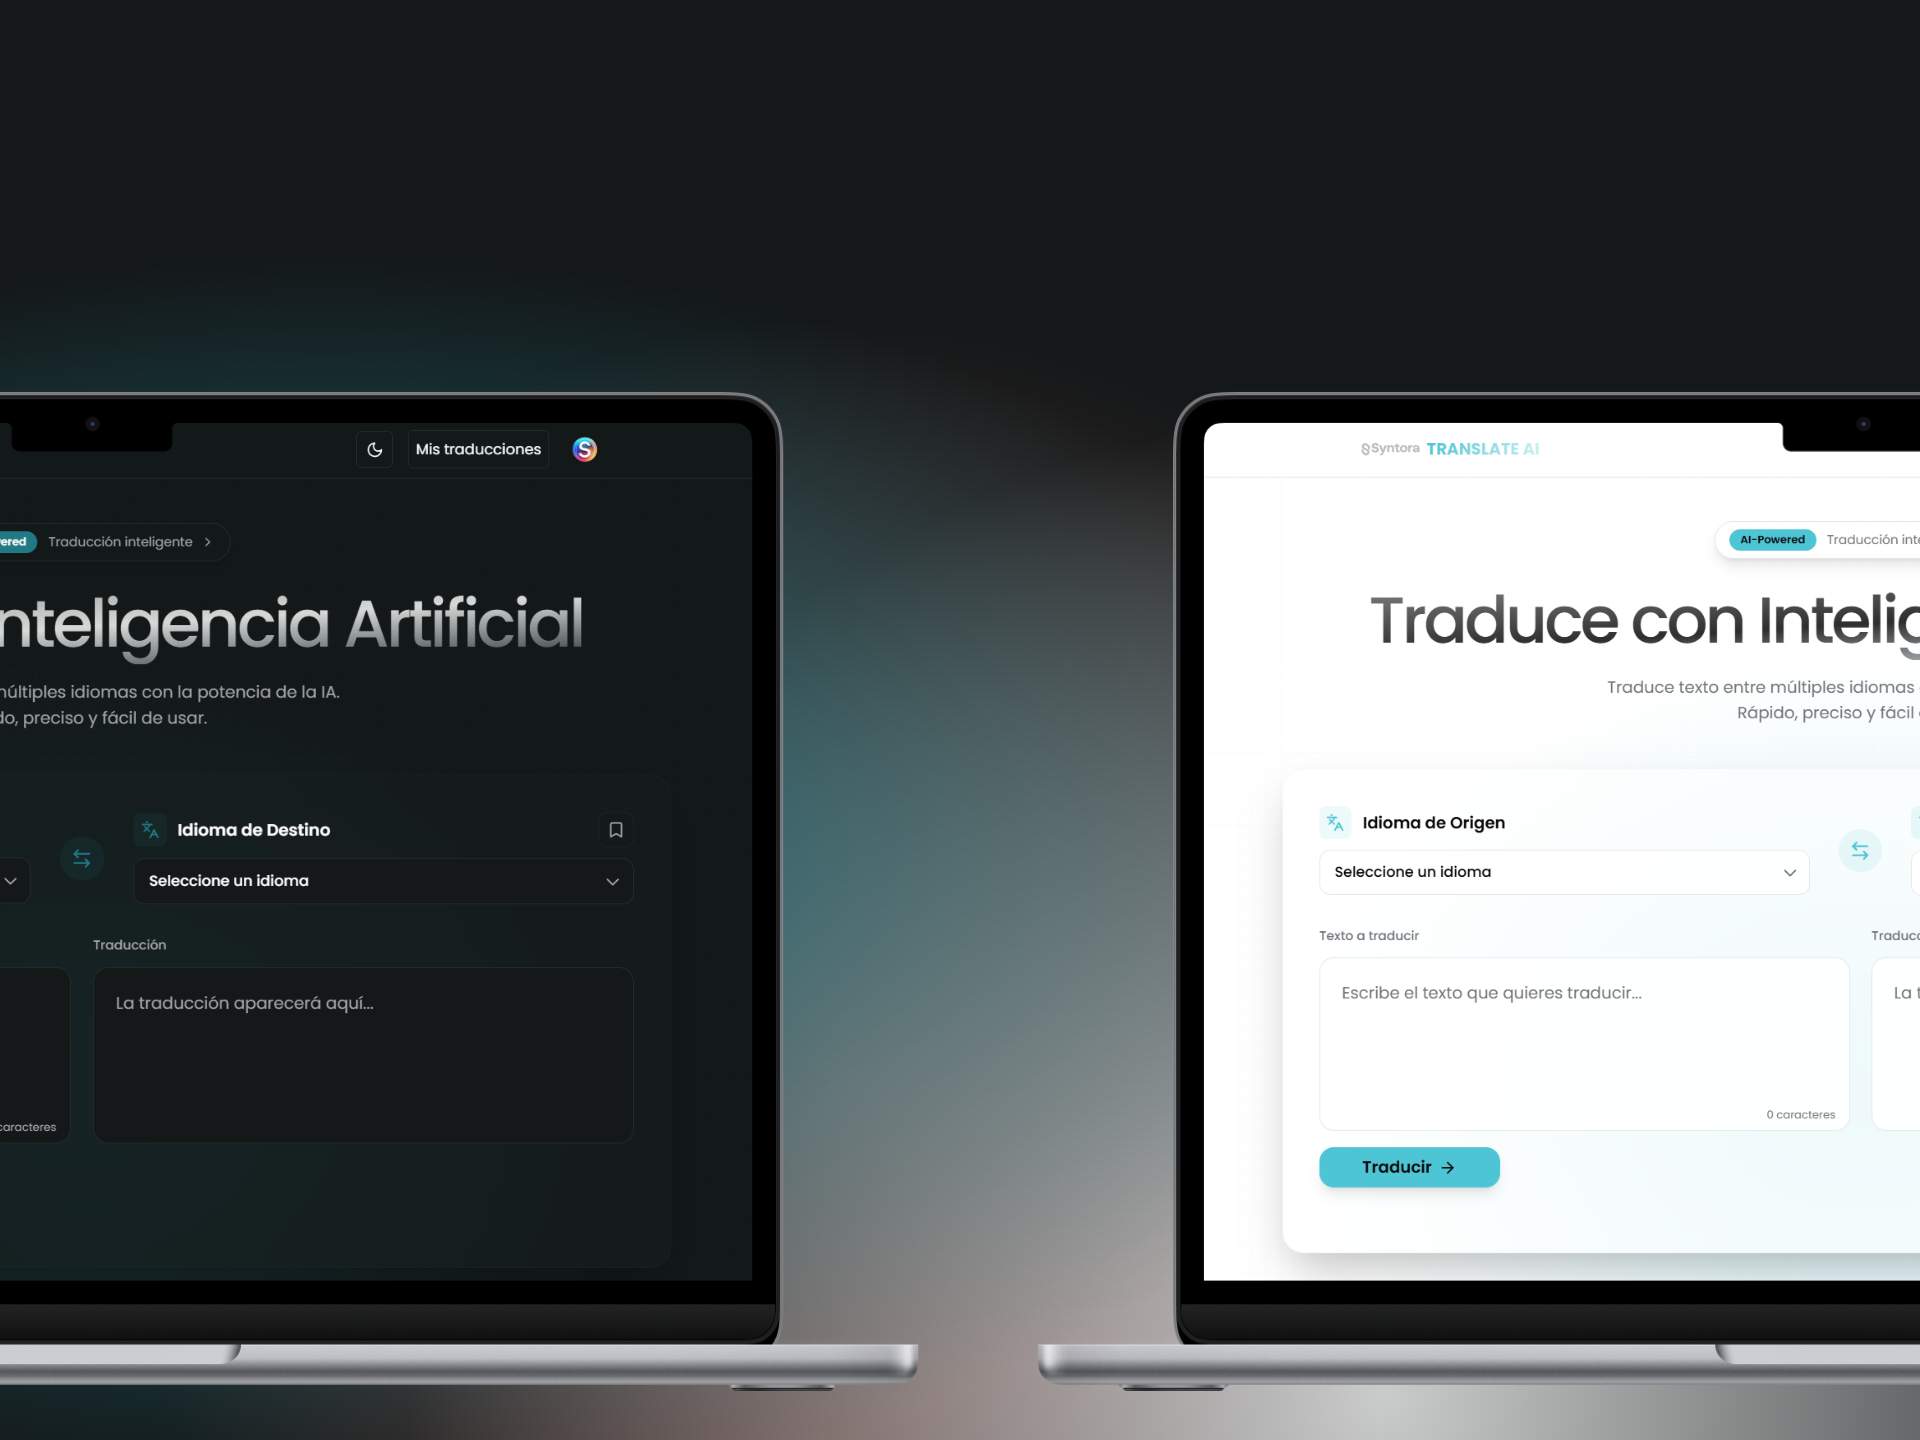 Mis traducciones
S
ered
Traducción inteligente
nteligencia Artificial
múltiples idiomas con la potencia de la IA.
do, preciso y fácil de usar.
Idioma de Destino
Seleccione un idioma
Traducción
La traducción aparecerá aquí...
caracteres
Syntora TRANSLATE AI
AI-Powered
Traducción inte
Traduce con Intelig
Traduce texto entre múltiples idiomas
Rápido, preciso y fácil
Idioma de Origen
Seleccione un idioma
Texto a traducir
Traducc
Escribe el texto que quieres traducir...
La t
0 caracteres
Traducir